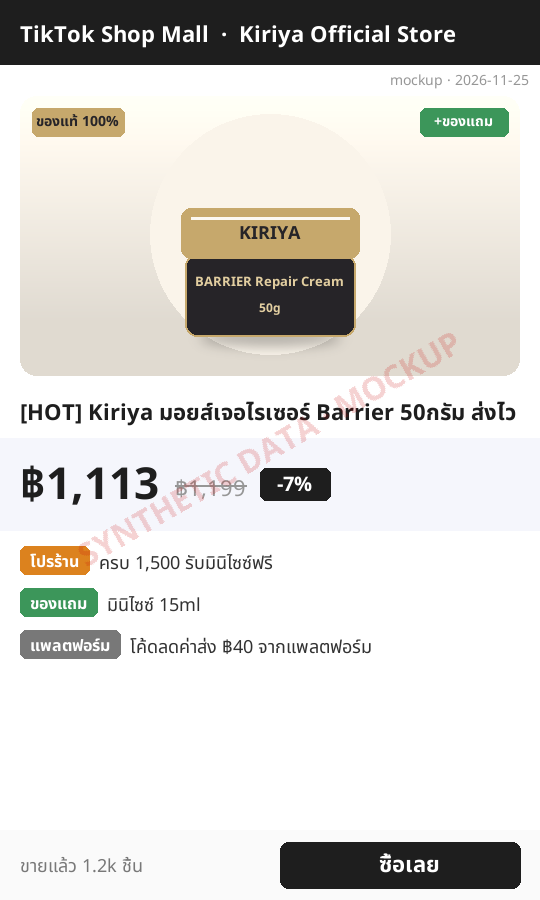 TikTok Shop Mall · Kiriya Official Store
mockup · 2026-11-25
ของแท้ 100%
+ของแถม
KIRIYA
BARRIER Repair Cream
50g
[HOT] Kiriya มอยส์เจอไรเซอร์ Barrier 50กรัม ส่งไว
฿1,113 ฿1,199 -7%
โปรร้าน ครบ 1,500 รับมินิไซซ์ฟรี
ของแถม มินิไซซ์ 15ml
แพลตฟอร์ม โค้ดลดค่าส่ง ฿40 จากแพลตฟอร์ม
SYNTHETIC DATA · MOCKUP
ขายแล้ว 1.2k ชิ้น
ซื้อเลย